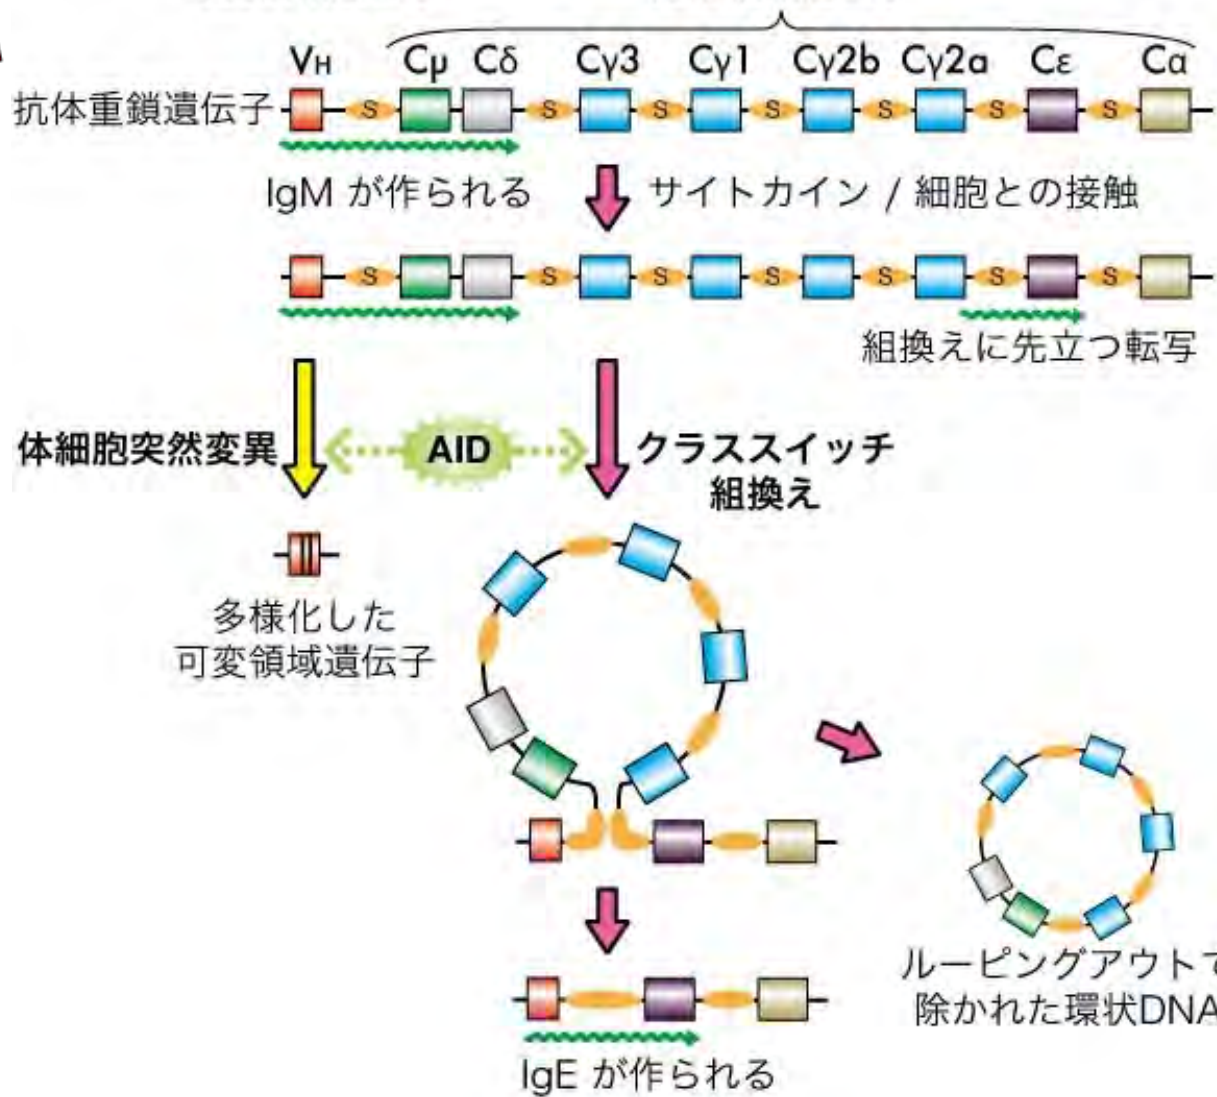 VH Cμ Cδ Cγ3 Cγ1 Cγ2b Cγ2a Cε Cα
抗体重鎖遺伝子 S S S S S S S
IgM が作られる サイトカイン / 細胞との接触
S S S S S S S
組換えに先立つ転写
体細胞突然変異 AID クラススイッチ
組換え
多様化した
可変領域遺伝子
ルーピングアウトで
除かれた環状DNA
IgE が作られる